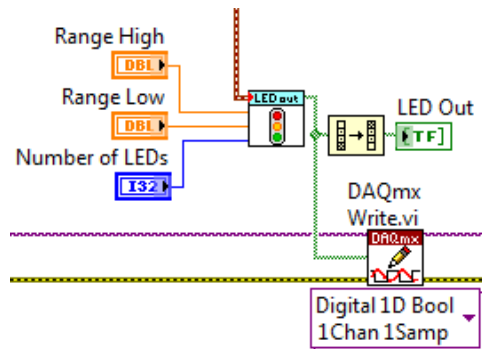 Range High
DBL
Range Low
DBL
Number of LEDs
I32
LED out
LED Out
TF
DAQmx
Write.vi
DAQmx
Digital 1D Bool
1Chan 1Samp